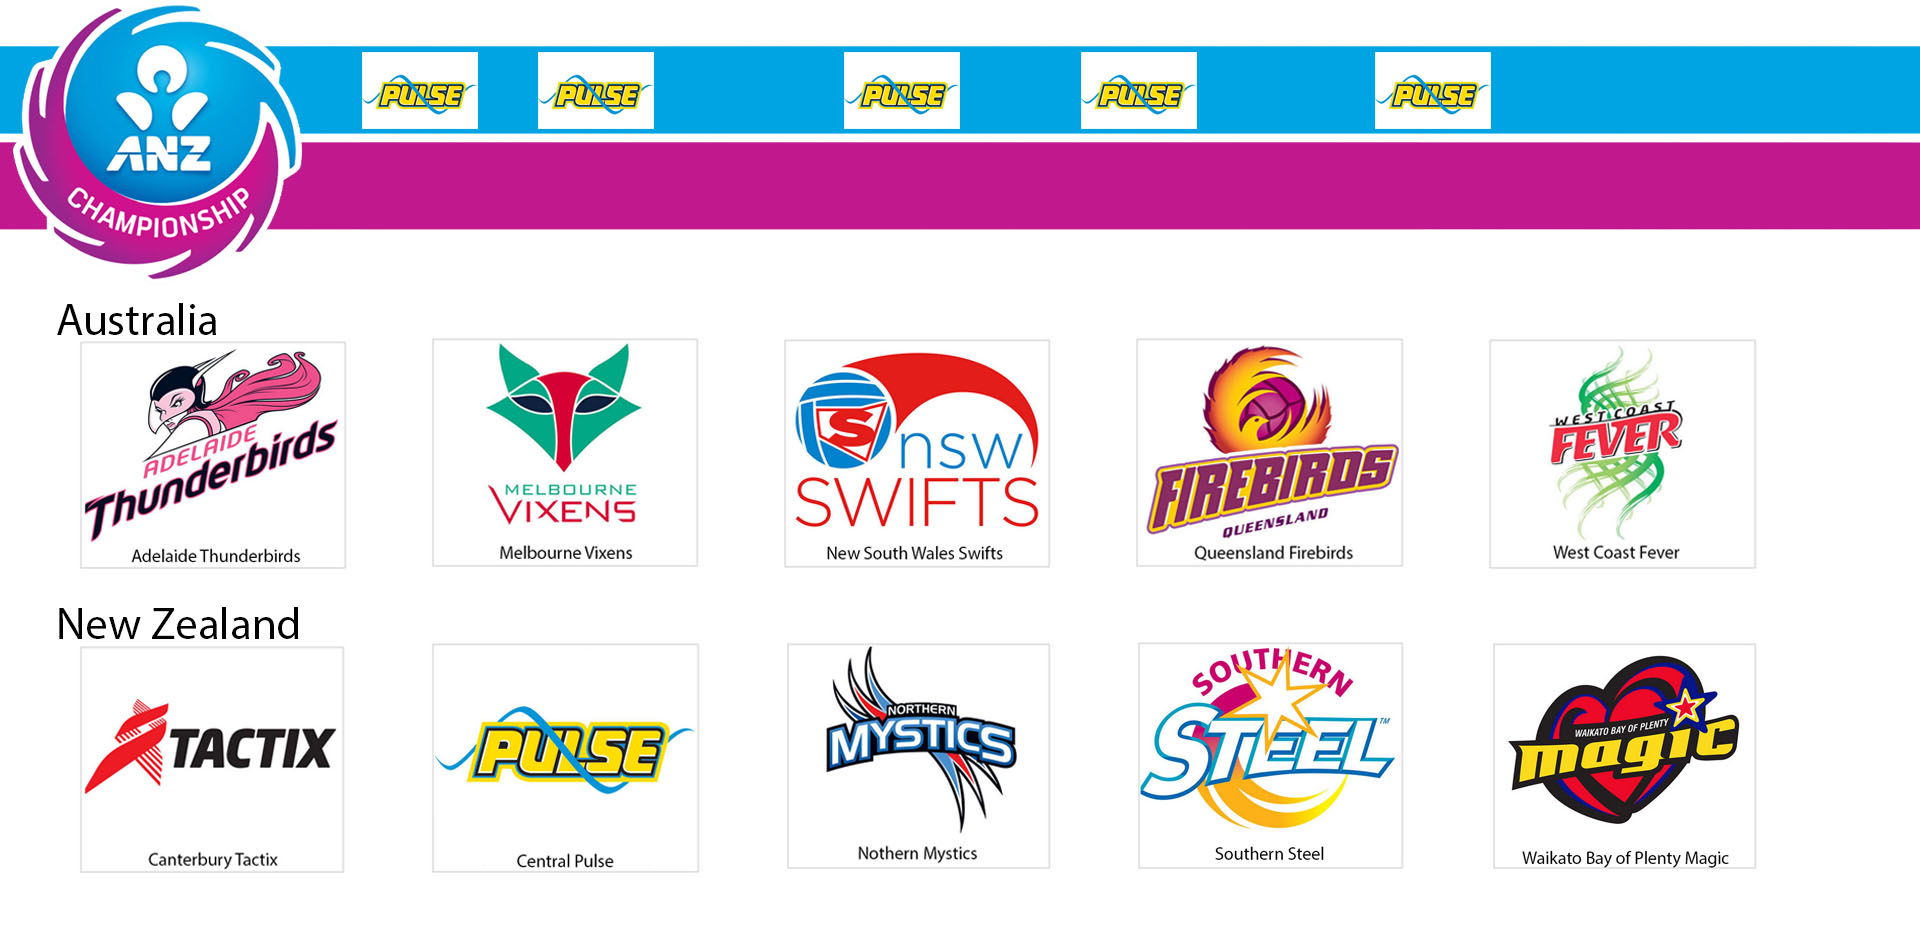 ANZ
CHAMPIONSHIP
PULSE PULSE PULSE PULSE PULSE
Australia
ADELAIDE
Thunderbirds
Adelaide Thunderbirds
MELBOURNE
VIXENS
Melbourne Vixens
S
nsw
SWIFTS
New South Wales Swifts
FIREBIRDS
QUEENSLAND
Queensland Firebirds
WEST COAST
FEVER
West Coast Fever
New Zealand
TACTIX
Canterbury Tactix
PULSE
Central Pulse
NORTHERN
MYSTICS
Nothern Mystics
SOUTHERN
STEEL™
Southern Steel
WAIKATO BAY OF PLENTY
magic
Waikato Bay of Plenty Magic